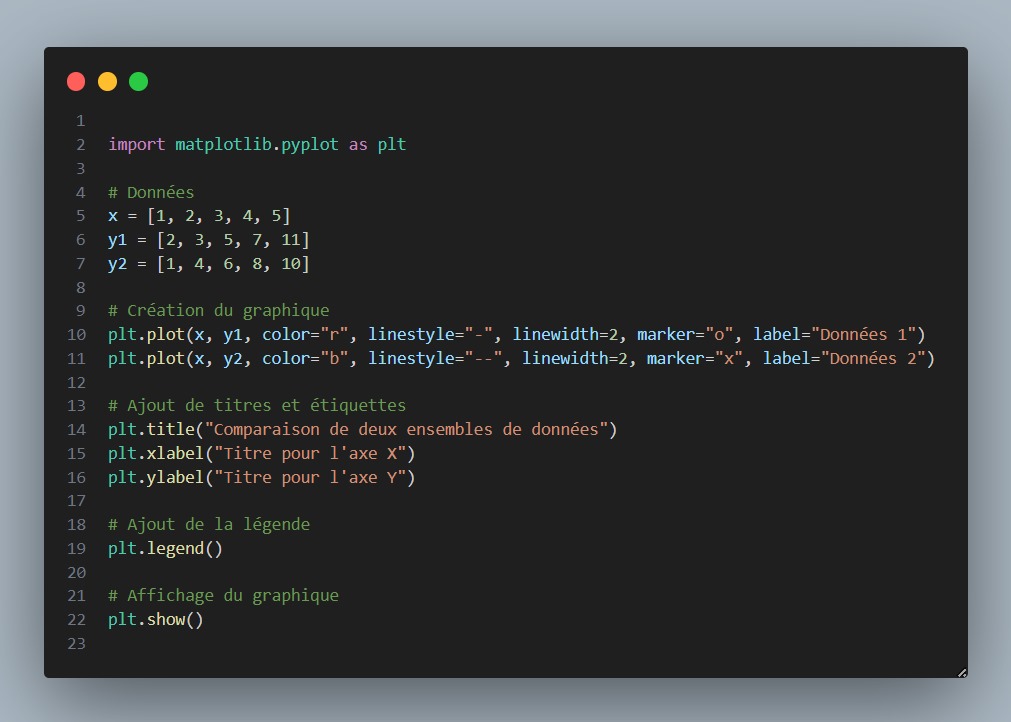 1
2 import matplotlib.pyplot as plt
3
4 # Données
5 x = [1, 2, 3, 4, 5]
6 y1 = [2, 3, 5, 7, 11]
7 y2 = [1, 4, 6, 8, 10]
8
9 # Création du graphique
10 plt.plot(x, y1, color="r", linestyle="-", linewidth=2, marker="o", label="Données 1")
11 plt.plot(x, y2, color="b", linestyle="--", linewidth=2, marker="x", label="Données 2")
12
13 # Ajout de titres et étiquettes
14 plt.title("Comparaison de deux ensembles de données")
15 plt.xlabel("Titre pour l'axe X")
16 plt.ylabel("Titre pour l'axe Y")
17
18 # Ajout de la légende
19 plt.legend()
20
21 # Affichage du graphique
22 plt.show()
23